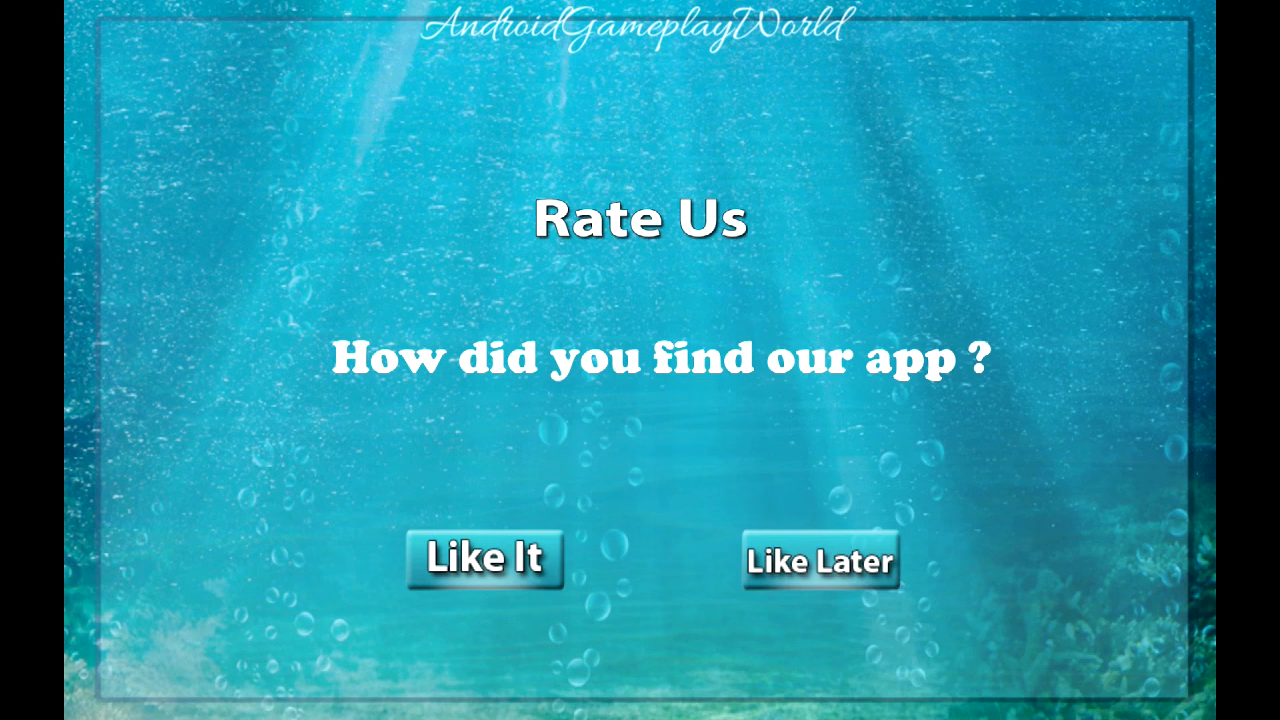 AndroidGameplayWorld
Rate Us
How did you find our app ?
Like It
Like Later